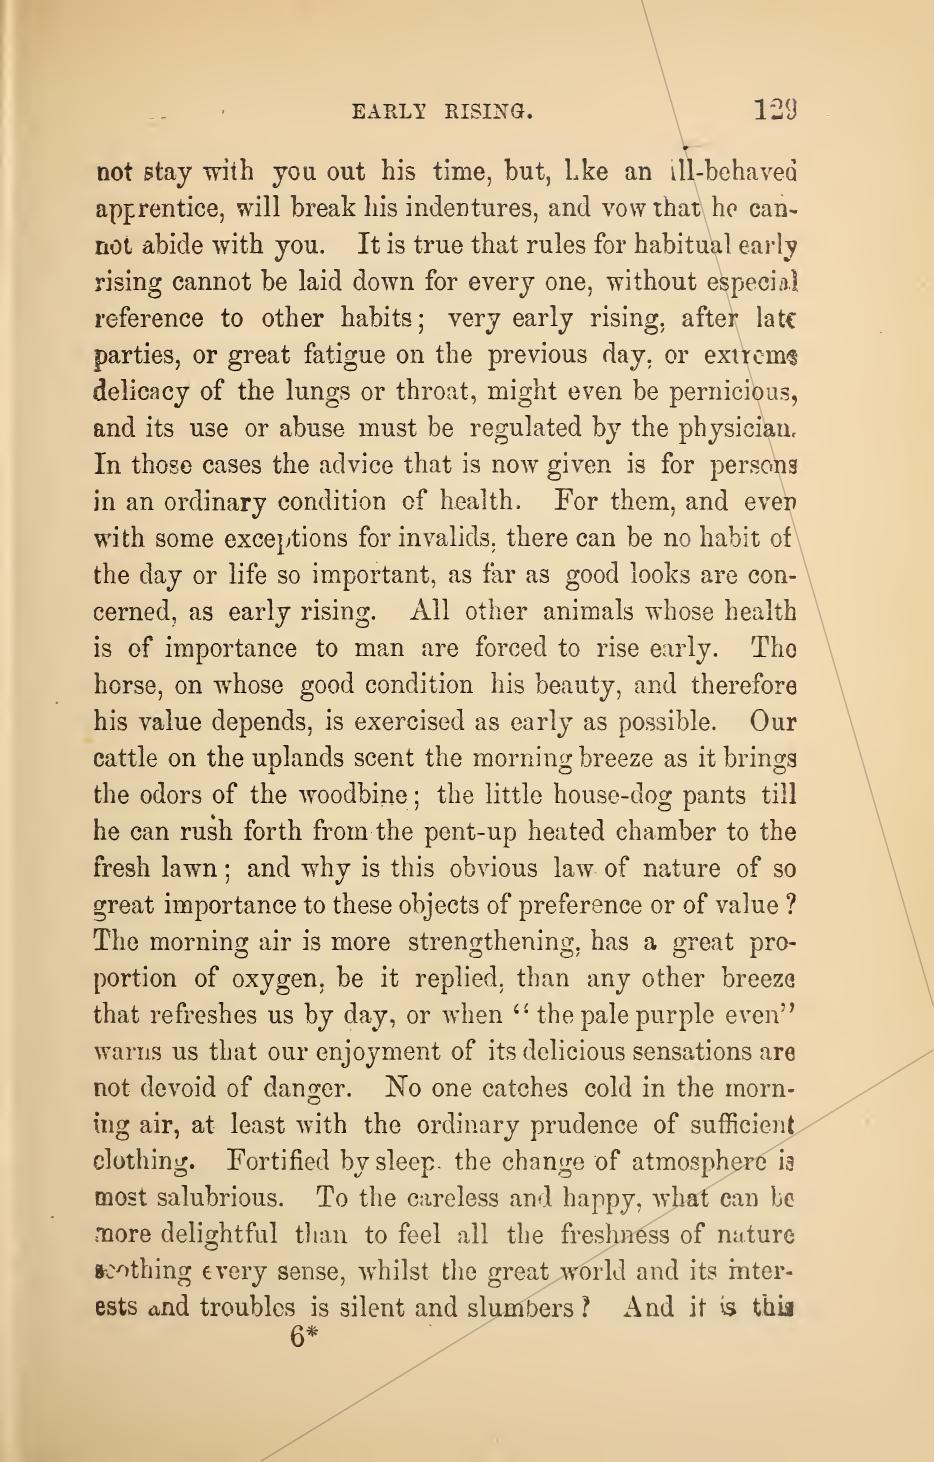 EARLY RISING. 129
not stay with you out his time, but, like an ill-behaved
apprentice, will break his indentures, and vow that he can-
not abide with you. It is true that rules for habitual early
rising cannot be laid down for every one, without especial
reference to other habits; very early rising, after late
parties, or great fatigue on the previous day, or extreme
delicacy of the lungs or throat, might even be pernicious,
and its use or abuse must be regulated by the physician.
In those cases the advice that is now given is for persons
in an ordinary condition of health. For them, and even
with some exceptions for invalids, there can be no habit of
the day or life so important, as far as good looks are con-
cerned, as early rising. All other animals whose health
is of importance to man are forced to rise early. The
horse, on whose good condition his beauty, and therefore
his value depends, is exercised as early as possible. Our
cattle on the uplands scent the morning breeze as it brings
the odors of the woodbine; the little house-dog pants till
he can rush forth from the pent-up heated chamber to the
fresh lawn; and why is this obvious law of nature of so
great importance to these objects of preference or of value?
The morning air is more strengthening, has a great pro-
portion of oxygen, be it replied, than any other breeze
that refreshes us by day, or when "the pale purple even"
warns us that our enjoyment of its delicious sensations are
not devoid of danger. No one catches cold in the morn-
ing air, at least with the ordinary prudence of sufficient
clothing. Fortified by sleep, the change of atmosphere is
most salubrious. To the careless and happy, what can be
more delightful than to feel all the freshness of nature
soothing every sense, whilst the great world and its inter-
ests and troubles is silent and slumbers? And it is this
6*